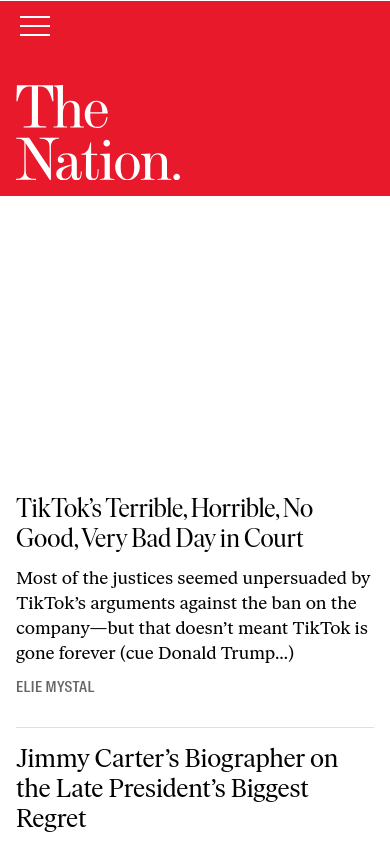 The
Nation.
TikTok’s Terrible, Horrible, No
Good, Very Bad Day in Court
Most of the justices seemed unpersuaded by
TikTok’s arguments against the ban on the
company—but that doesn’t meant TikTok is
gone forever (cue Donald Trump…)
ELIE MYSTAL
Jimmy Carter’s Biographer on
the Late President’s Biggest
Regret